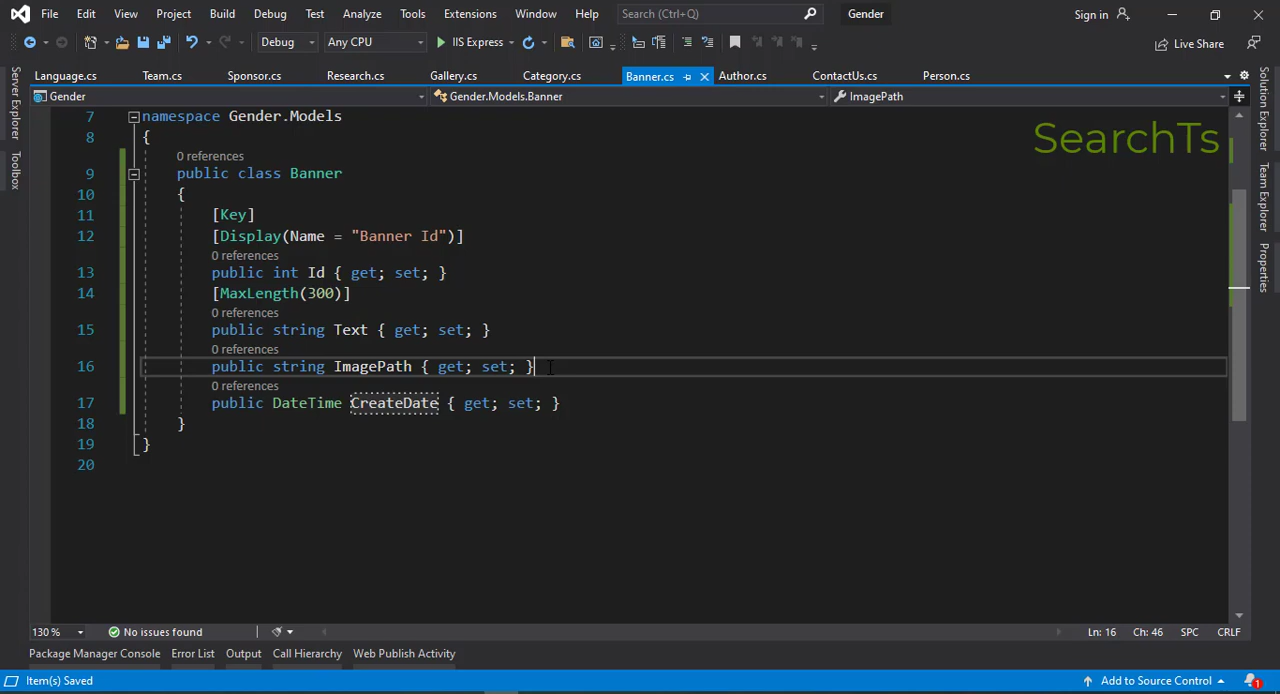 File Edit View Project Build Debug Test Analyze Tools Extensions Window Help Search (Ctrl+Q) Gender Sign in
Debug Any CPU IIS Express Live Share
Language.cs Team.cs Sponsor.cs Research.cs Gallery.cs Category.cs Banner.cs Author.cs ContactUs.cs Person.cs
Gender Gender.Models.Banner ImagePath
Server Explorer
Toolbox
Solution Explorer
Team Explorer
Properties
SearchTs
7 namespace Gender.Models
8 {
0 references
9 public class Banner
10 {
11 [Key]
12 [Display(Name = "Banner Id")]
0 references
13 public int Id { get; set; }
14 [MaxLength(300)]
0 references
15 public string Text { get; set; }
0 references
16 public string ImagePath { get; set; }
0 references
17 public DateTime CreateDate { get; set; }
18 }
19 }
20
130 % No issues found Ln: 16 Ch: 46 SPC CRLF
Package Manager Console Error List Output Call Hierarchy Web Publish Activity
Item(s) Saved Add to Source Control 1